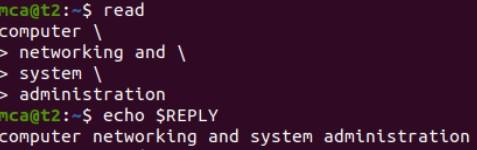 mca@t2:~$ read
computer \
> networking and \
> system \
> administration
mca@t2:~$ echo $REPLY
computer networking and system administration